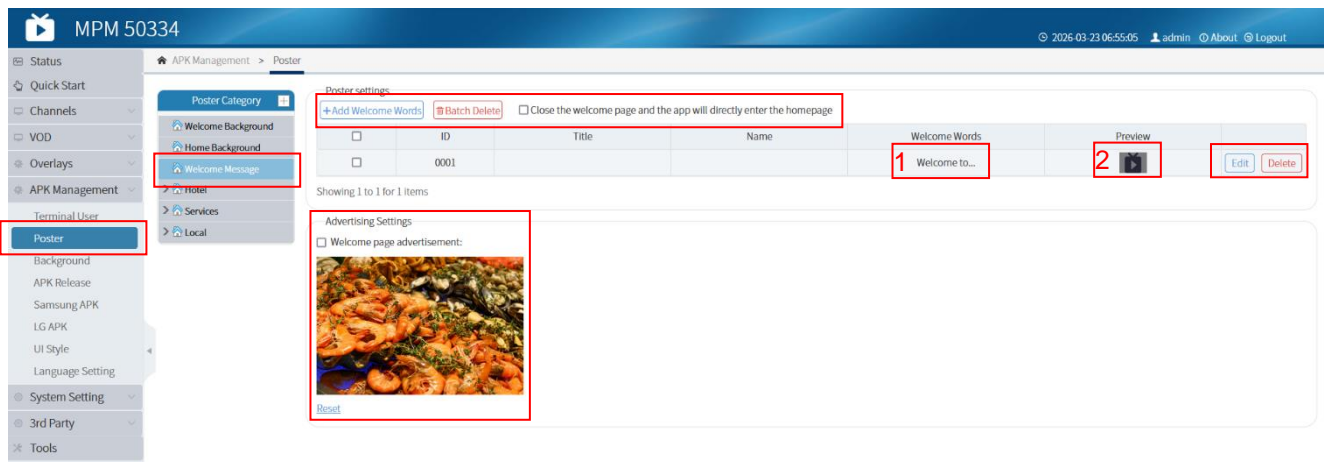 MPM 50334
2026-03-23 06:55:05 admin About Logout
Status
Quick Start
Channels
VOD
Overlays
APK Management
Terminal User
Poster
Background
APK Release
Samsung APK
LG APK
UI Style
Language Setting
System Setting
3rd Party
Tools
APK Management > Poster
Poster Category +
Welcome Background
Home Background
Welcome Message
> Hotel
> Services
> Local
Poster settings
+Add Welcome Words Batch Delete Close the welcome page and the app will directly enter the homepage
ID Title Name Welcome Words Preview
0001 1 Welcome to... 2 Edit Delete
Showing 1 to 1 for 1 items
Advertising Settings
Welcome page advertisement:
Reset